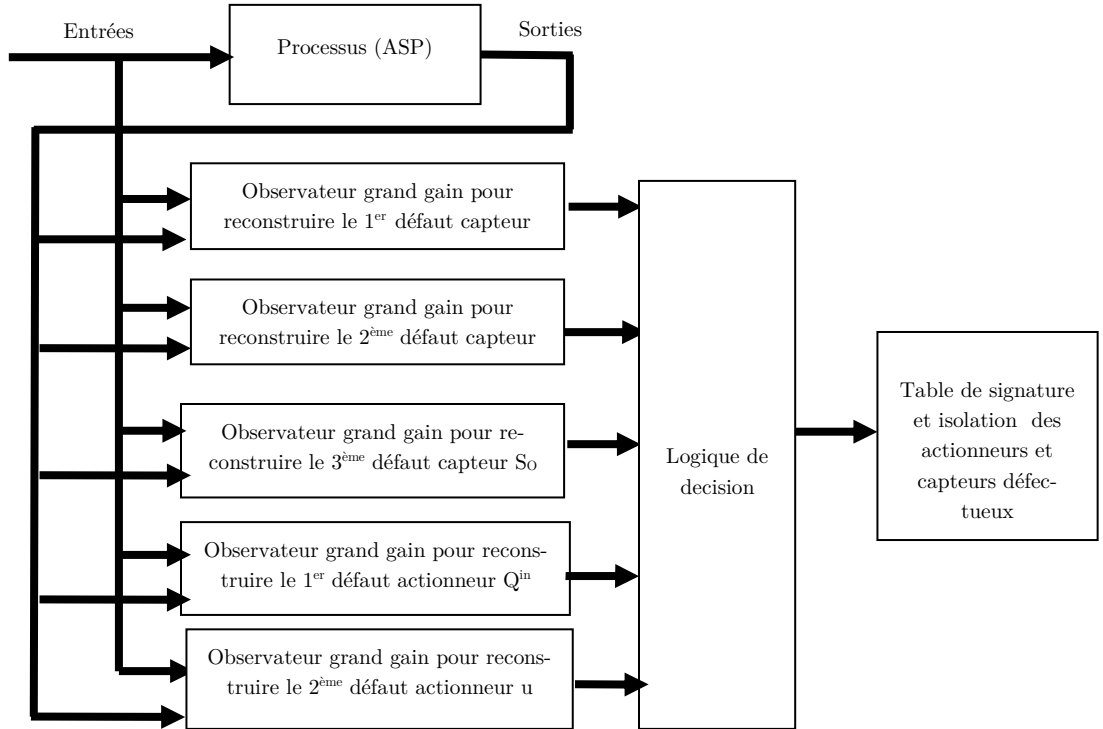 Entrées
Processus (ASP)
Sorties
Observateur grand gain pour
reconstruire le 1er défaut capteur
Observateur grand gain pour
reconstruire le 2ème défaut capteur
Observateur grand gain pour re-
construire le 3ème défaut capteur SO
Observateur grand gain pour recons-
truire le 1er défaut actionneur Qin
Observateur grand gain pour recons-
truire le 2ème défaut actionneur u
Logique de
decision
Table de signature
et isolation des
actionneurs et
capteurs défec-
tueux